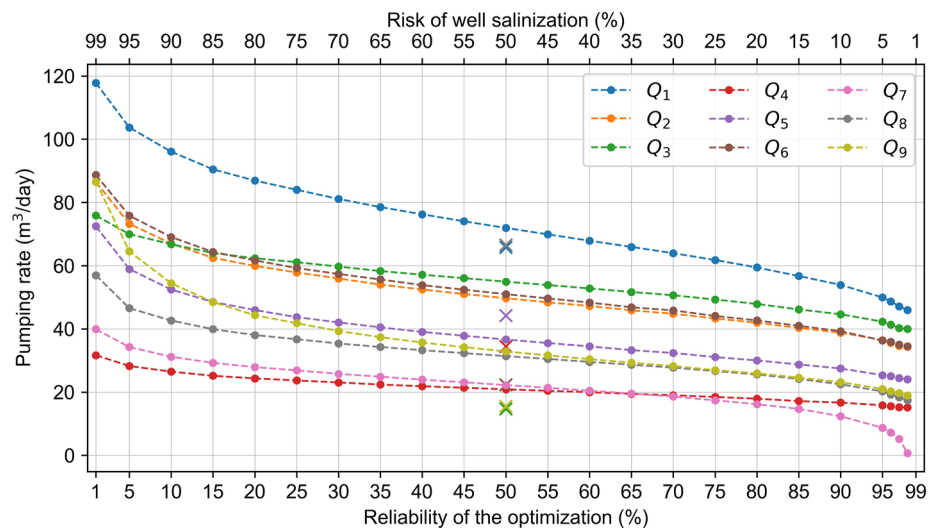 Risk of well salinization (%)
99 95 90 85 80 75 70 65 60 55 50 45 40 35 30 25 20 15 10 5 1
120
100
80
60
40
20
0
Pumping rate (m³/day)
Q₁ Q₄ Q₇
Q₂ Q₅ Q₈
Q₃ Q₆ Q₉
1 5 10 15 20 25 30 35 40 45 50 55 60 65 70 75 80 85 90 95 99
Reliability of the optimization (%)